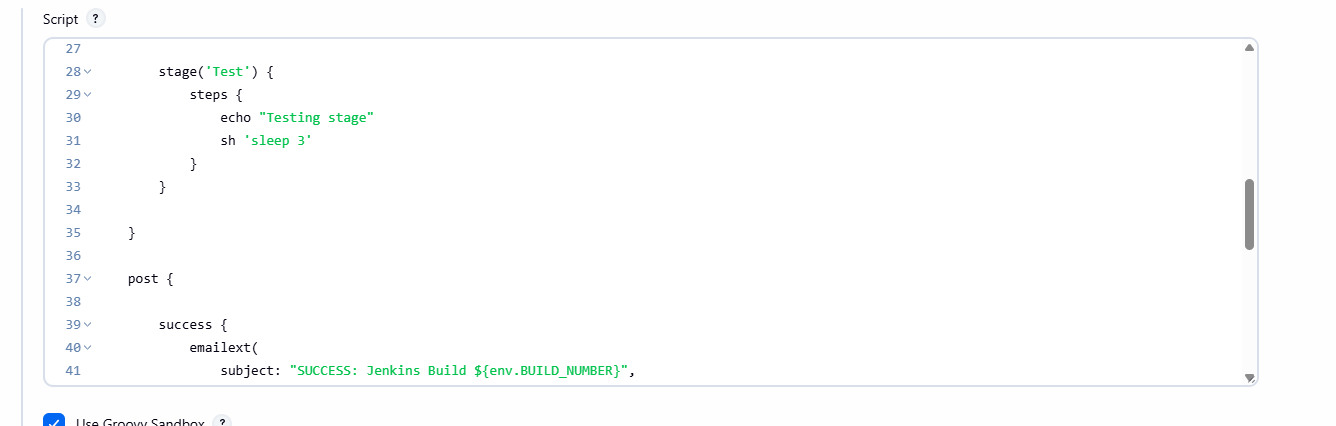 Script ?
27
28 stage('Test') {
29 steps {
30 echo "Testing stage"
31 sh 'sleep 3'
32 }
33 }
34
35 }
36
37 post {
38
39 success {
40 emailext(
41 subject: "SUCCESS: Jenkins Build ${env.BUILD_NUMBER}",
Use Groovy Sandbox ?